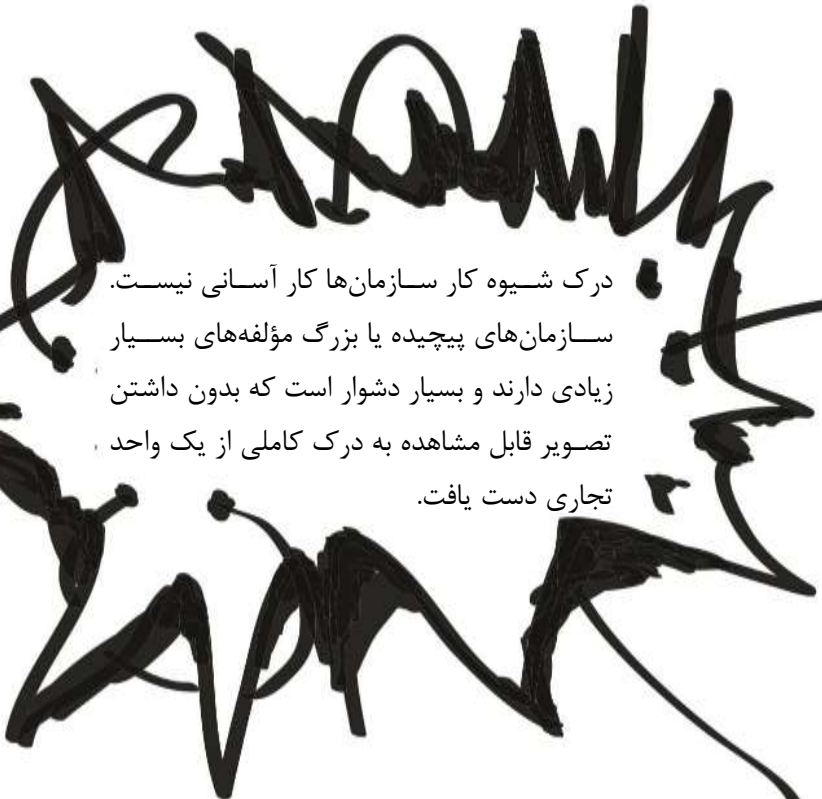 درک شیوه کار سازمان‌ها کار آسانی نیست.
سازمان‌های پیچیده یا بزرگ مؤلفه‌های بسیار
زیادی دارند و بسیار دشوار است که بدون داشتن
تصویر قابل مشاهده به درک کاملی از یک واحد
تجاری دست یافت.